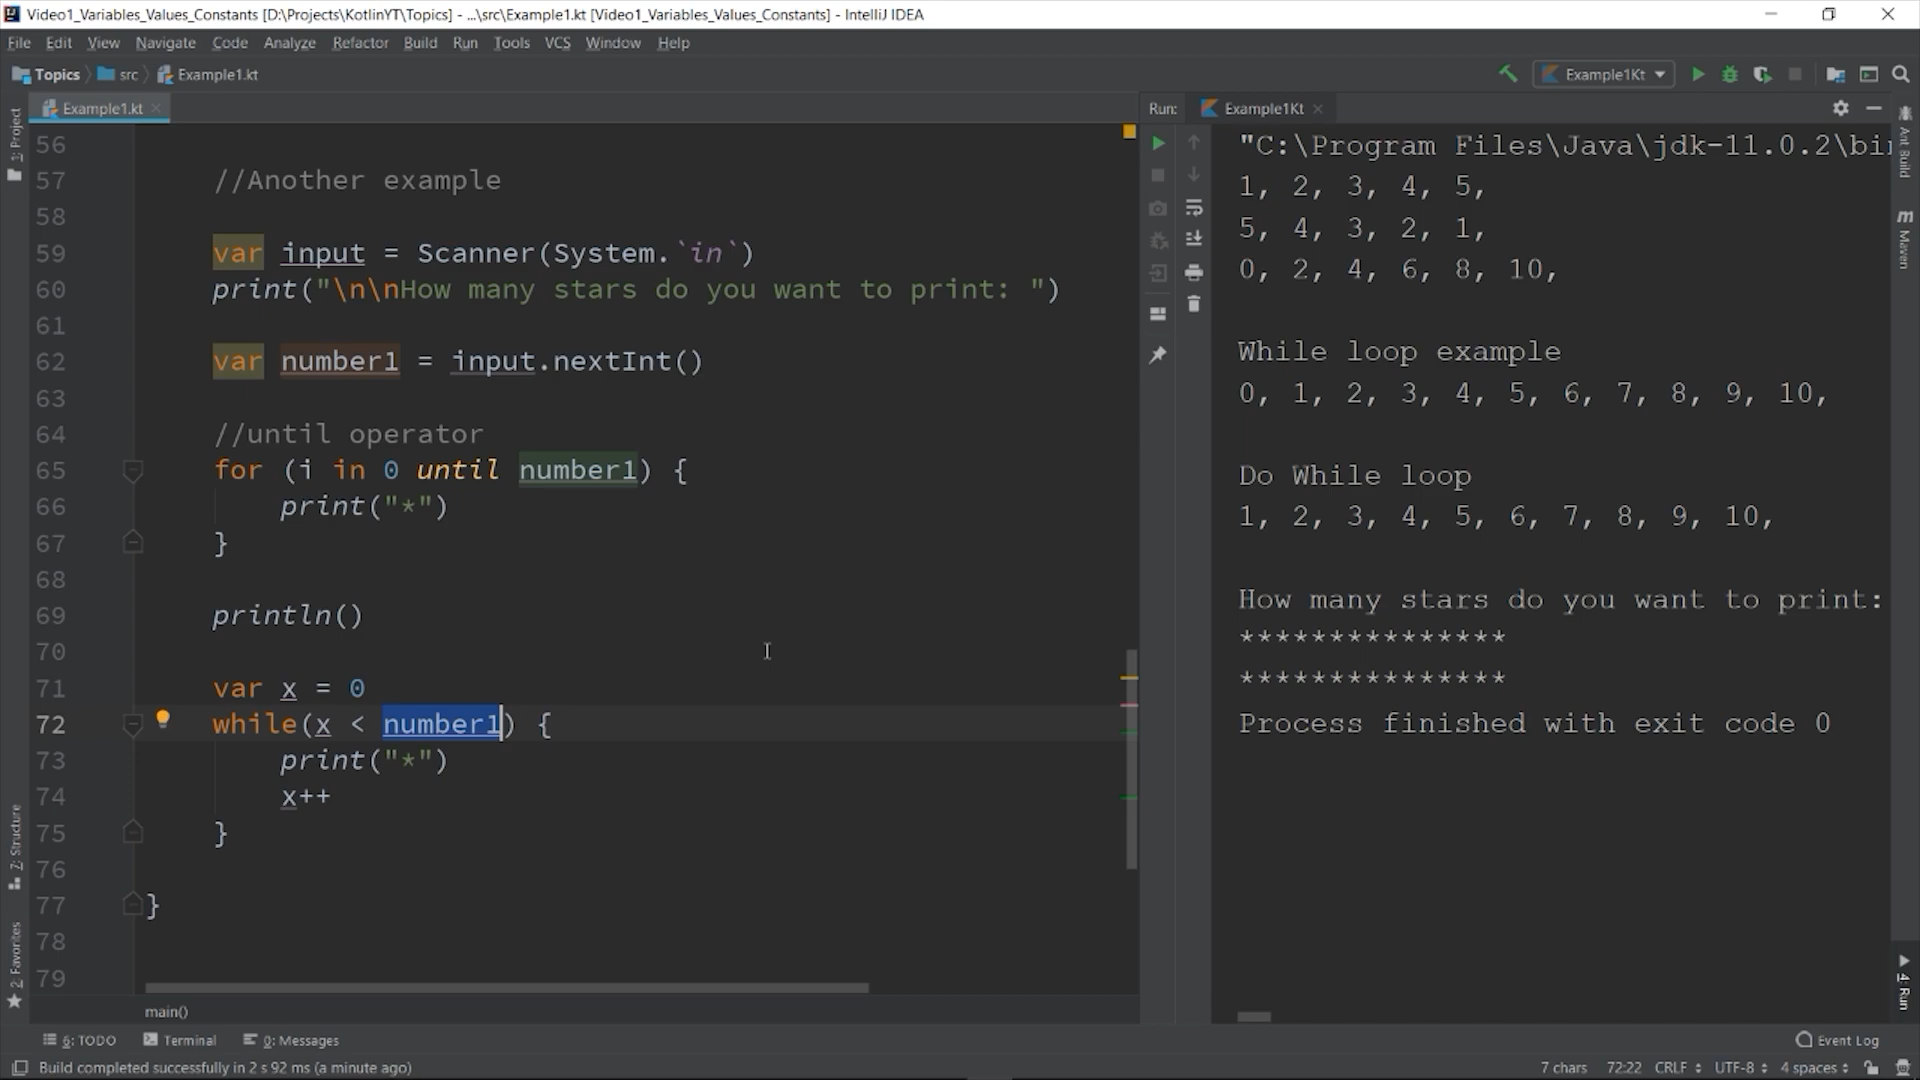 Video1_Variables_Values_Constants [D:\Projects\KotlinYT\Topics] - ...\src\Example1.kt [Video1_Variables_Values_Constants] - IntelliJ IDEA
File Edit View Navigate Code Analyze Refactor Build Run Tools VCS Window Help
Topics src Example1.kt
Example1Kt
Example1.kt
Run: Example1Kt
1: Project
Ant Build
Maven
7: Structure
2: Favorites
4: Run
56
57 //Another example
58
59 var input = Scanner(System.`in`)
60 print("\n\nHow many stars do you want to print: ")
61
62 var number1 = input.nextInt()
63
64 //until operator
65 for (i in 0 until number1) {
66 print("*")
67 }
68
69 println()
70
71 var x = 0
72 while(x < number1) {
73 print("*")
74 x++
75 }
76
77 }
78
79
main()
"C:\Program Files\Java\jdk-11.0.2\bin
1, 2, 3, 4, 5,
5, 4, 3, 2, 1,
0, 2, 4, 6, 8, 10,
While loop example
0, 1, 2, 3, 4, 5, 6, 7, 8, 9, 10,
Do While loop
1, 2, 3, 4, 5, 6, 7, 8, 9, 10,
How many stars do you want to print:
***************
***************
Process finished with exit code 0
6: TODO Terminal 0: Messages
Event Log
Build completed successfully in 2 s 92 ms (a minute ago)
7 chars 72:22 CRLF UTF-8 4 spaces